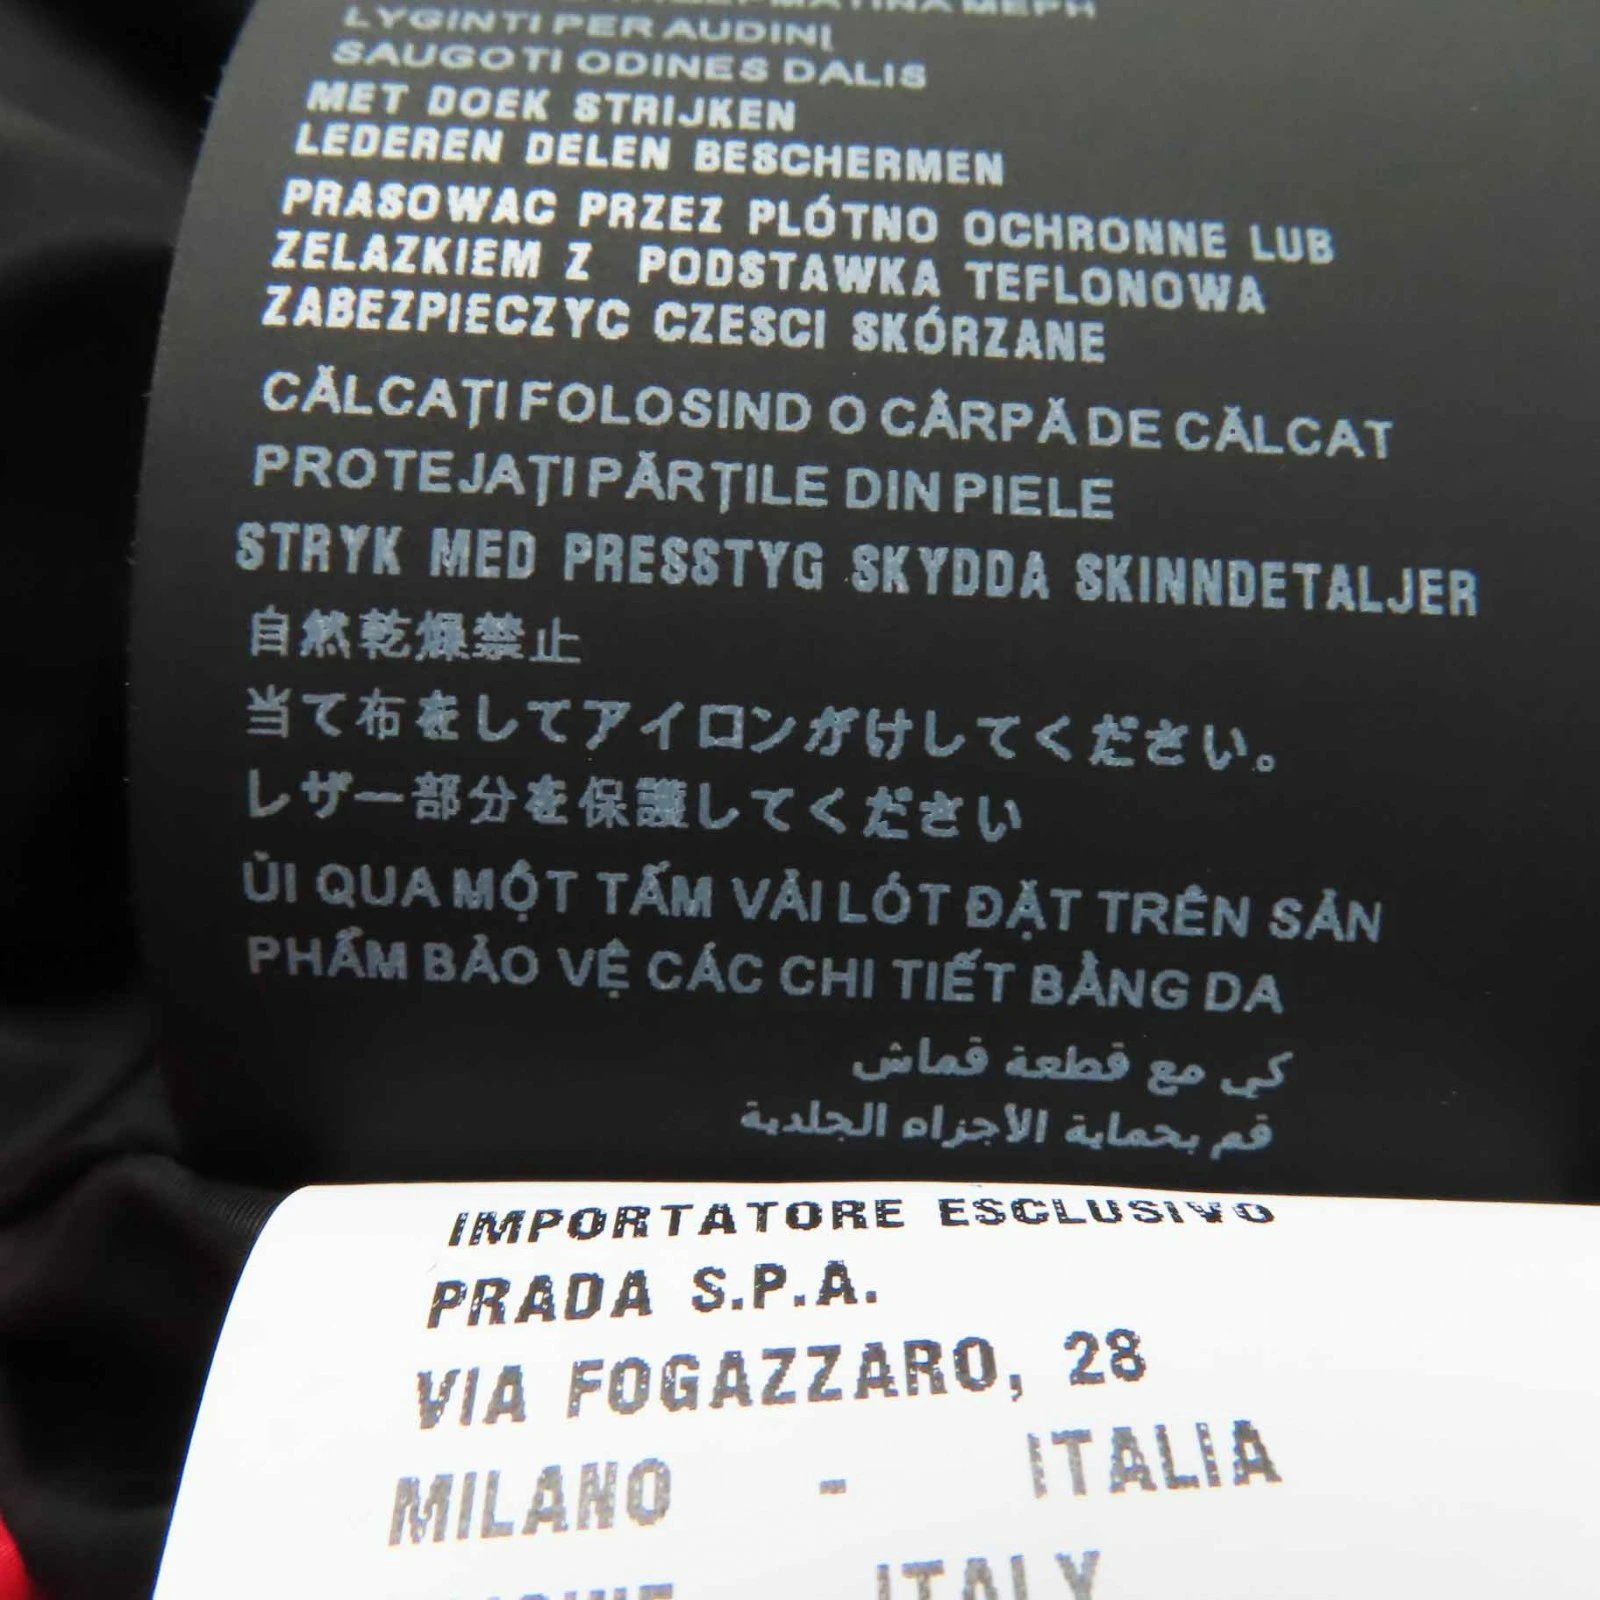 LYGINTI PER AUDINĮ
SAUGOTI ODINES DALIS
MET DOEK STRIJKEN
LEDEREN DELEN BESCHERMEN
PRASOWAC PRZEZ PLÓTNO OCHRONNE LUB
ZELAZKIEM Z PODSTAWKA TEFLONOWA
ZABEZPIECZYC CZESCI SKÓRZANE
CĂLCAȚI FOLOSIND O CÂRPĂ DE CĂLCAT
PROTEJAȚI PĂRȚILE DIN PIELE
STRYK MED PRESSTYG SKYDDA SKINNDETALJER
自然乾燥禁止
当て布をしてアイロンがけしてください。
レザー部分を保護してください
ỦI QUA MỘT TẤM VẢI LÓT ĐẶT TRÊN SẢN
PHẨM BẢO VỆ CÁC CHI TIẾT BẰNG DA
كي مع قطعة قماش
قم بحماية الأجزاء الجلدية
IMPORTATORE ESCLUSIVO
PRADA S.P.A.
VIA FOGAZZARO, 28
MILANO - ITALIA
ITALY